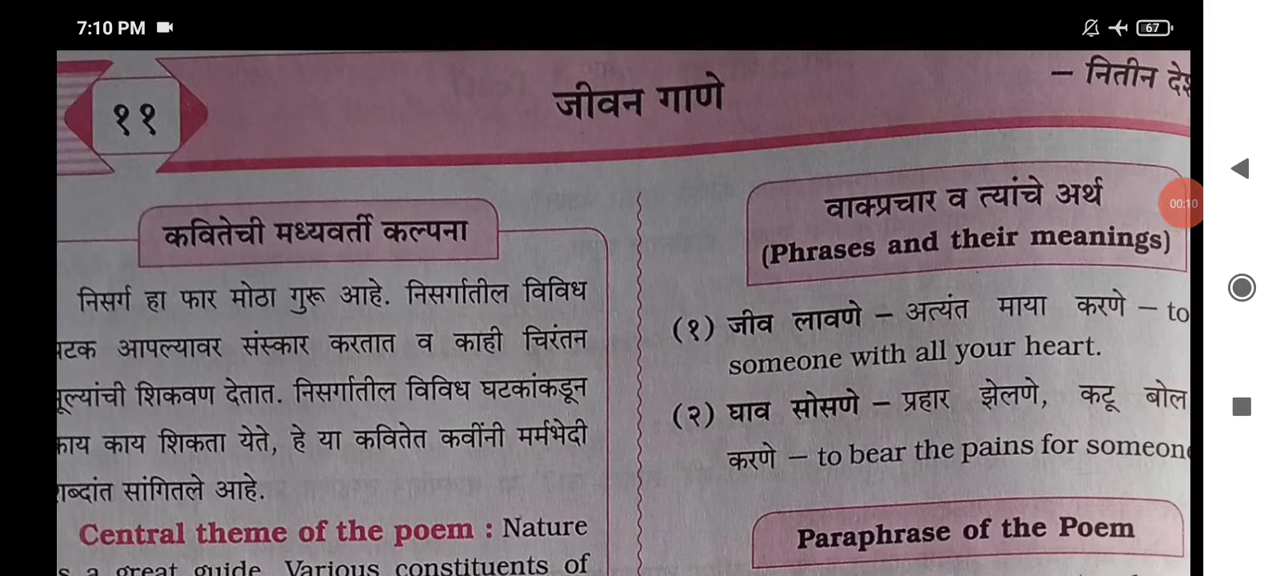 7:10 PM
67
११
जीवन गाणे
– नितीन
00:10
कवितेची मध्यवर्ती कल्पना
निसर्ग हा फार मोठा गुरू आहे. निसर्गातील विविध
आपल्यावर संस्कार करतात व काही चिरंतन
शिकवण देतात. निसर्गातील विविध घटकांकडून
काय शिकता येते, हे या कवितेत कवींनी मर्मभेदी
सांगितले आहे.
Central theme of the poem : Nature
a great guide. Various constituents of
वाक्प्रचार व त्यांचे अर्थ
(Phrases and their meanings)
(१) जीव लावणे – अत्यंत माया करणे – to
someone with all your heart.
(२) घाव सोसणे – प्रहार झेलणे, कटू बोल
करणे – to bear the pains for someone
Paraphrase of the Poem